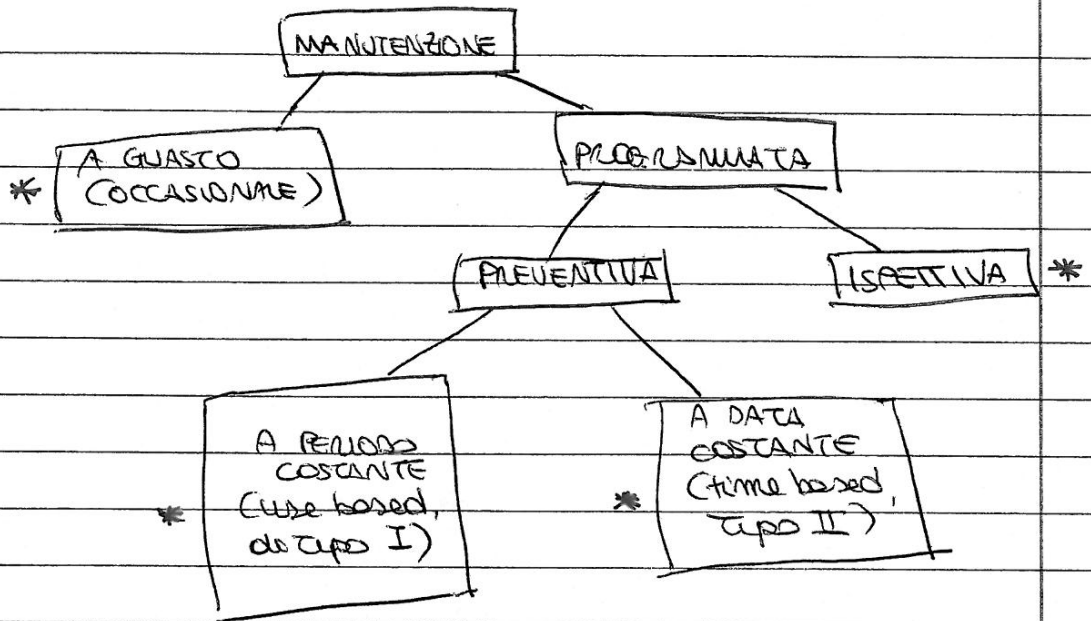 MANUTENZIONE
A GUASTO
(OCCASIONALE)
*
PROGRAMMATA
PREVENTIVA
ISPETTIVA *
A PERIODO
COSTANTE
(use based,
* di tipo I)
A DATA
COSTANTE
* (time based,
tipo II)